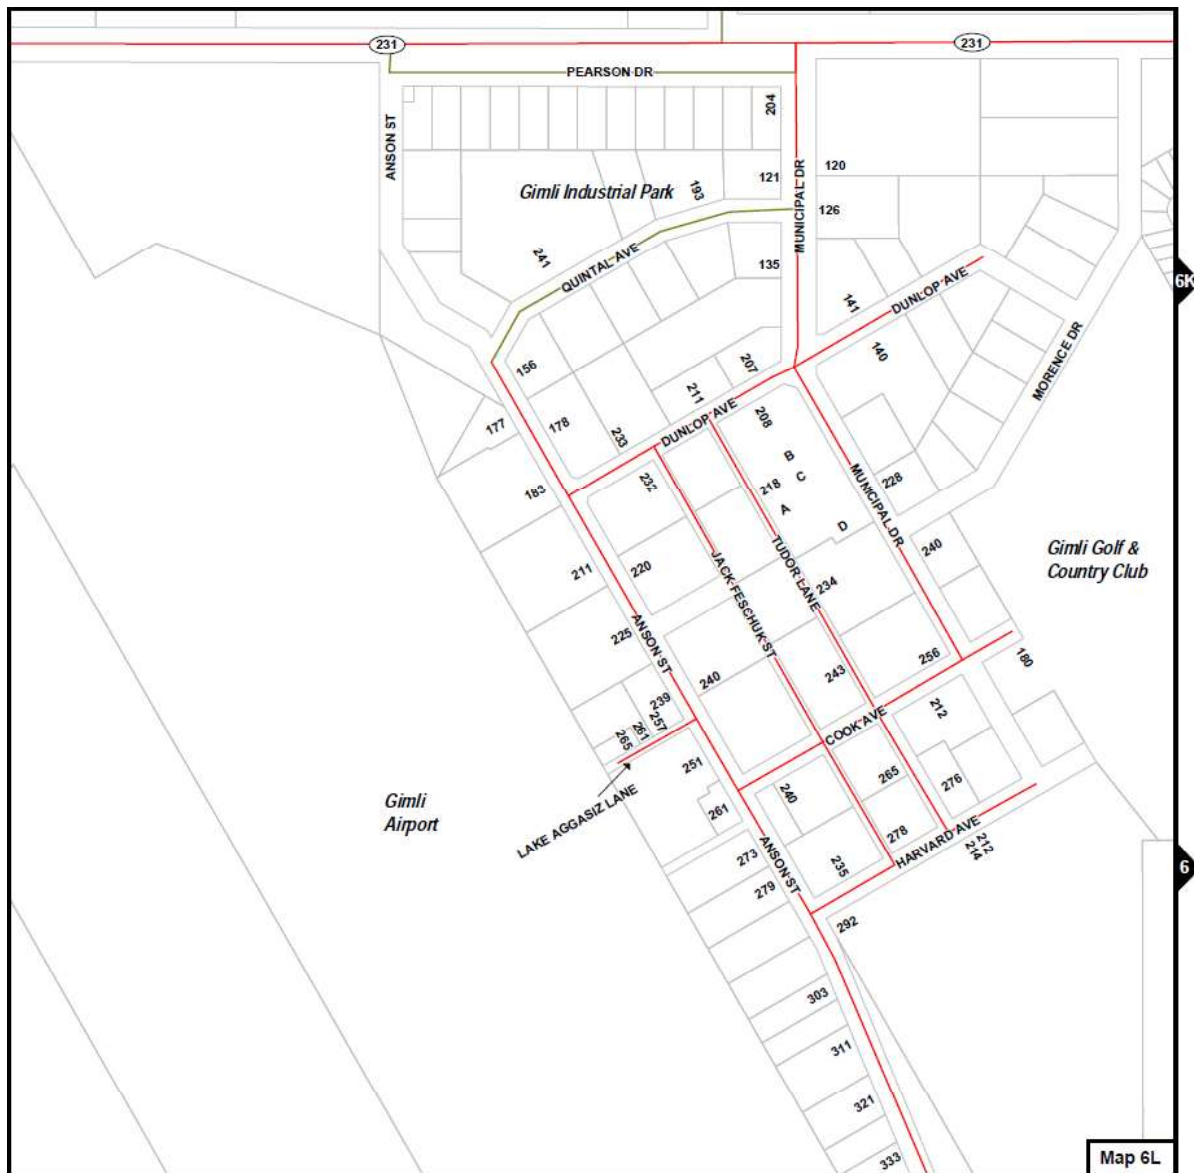 231
231
PEARSON DR
204
ANSON ST
MUNICIPAL DR
120
121
Gimli Industrial Park
193
126
241
QUINTAL AVE
135
6K
DUNLOP AVE
141
140
MORENCE DR
156
207
211
177
178
233
DUNLOP AVE
208
B
C
218
A
D
183
232
MUNICIPAL DR
228
240
Gimli Golf &
Country Club
211
220
JACK FESCHUK ST
TUDOR LANE
234
225
ANSON ST
256
180
243
240
239
257
261
265
COOK AVE
212
251
265
276
240
261
LAKE AGGASIZ LANE
Gimli
Airport
278
HARVARD AVE
212
214
273
ANSON ST
235
279
6
292
303
311
321
333
Map 6L